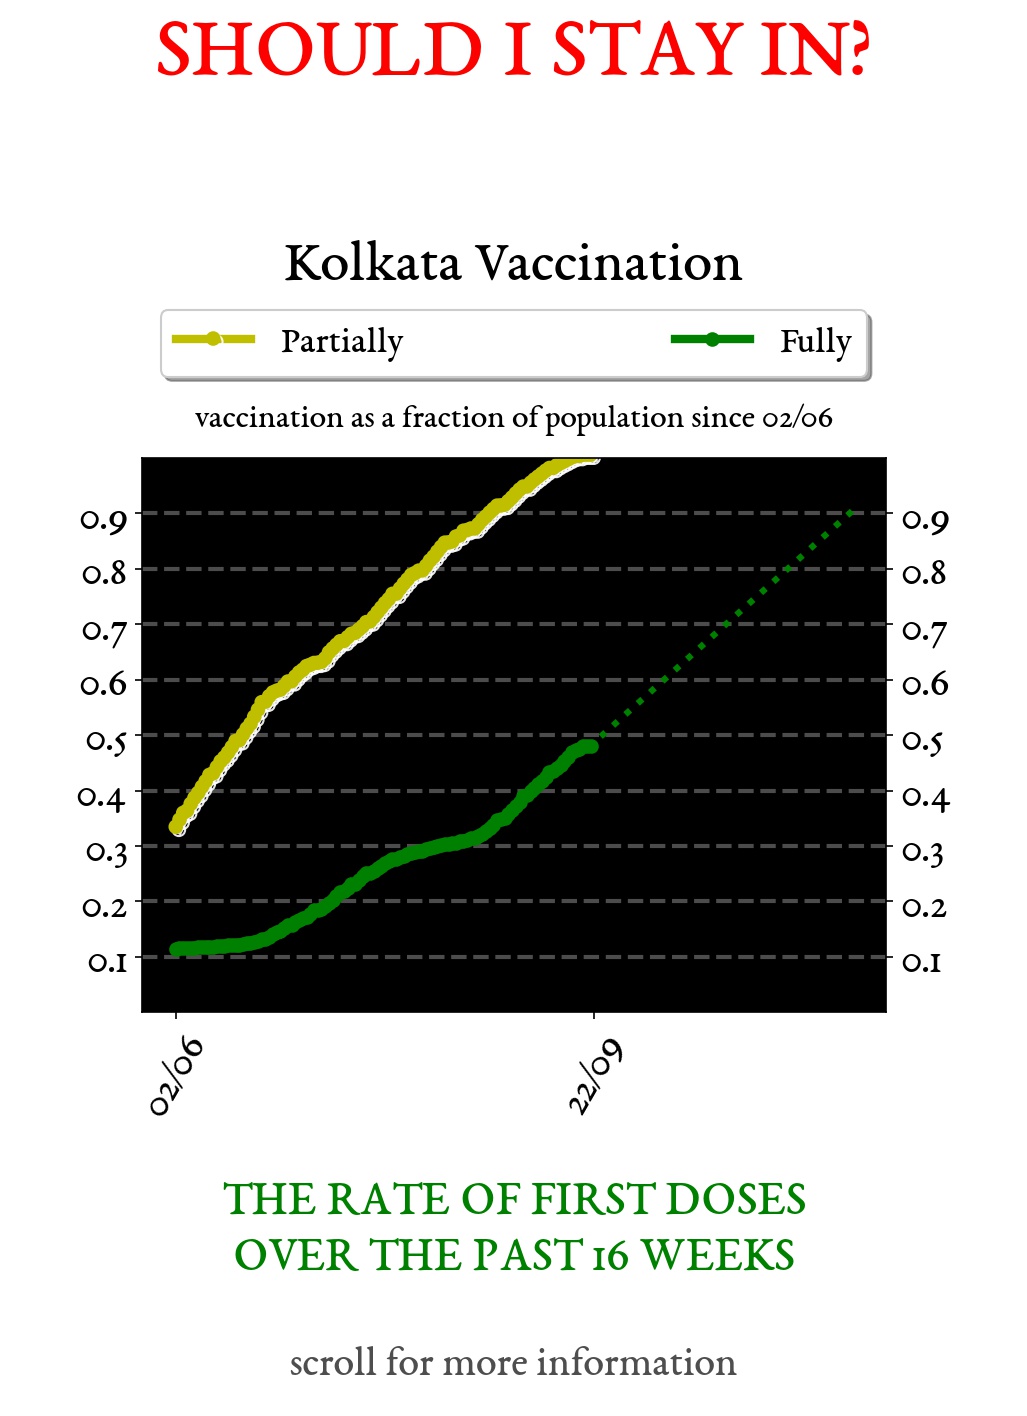 SHOULD I STAY IN?
Kolkata Vaccination
Partially Fully
vaccination as a fraction of population since 02/06
0.9 0.9
0.8 0.8
0.7 0.7
0.6 0.6
0.5 0.5
0.4 0.4
0.3 0.3
0.2 0.2
0.1 0.1
02/06 22/09
THE RATE OF FIRST DOSES
OVER THE PAST 16 WEEKS
scroll for more information